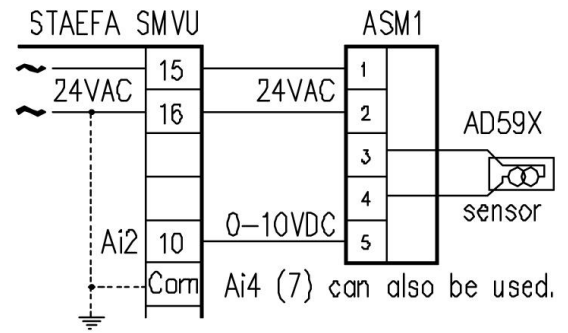 STAEFA SMVU ASM1
15 1
24VAC 24VAC
16 2
AD59X
3
4
sensor
0-10VDC
Ai2 10 5
Com Ai4 (7) can also be used.